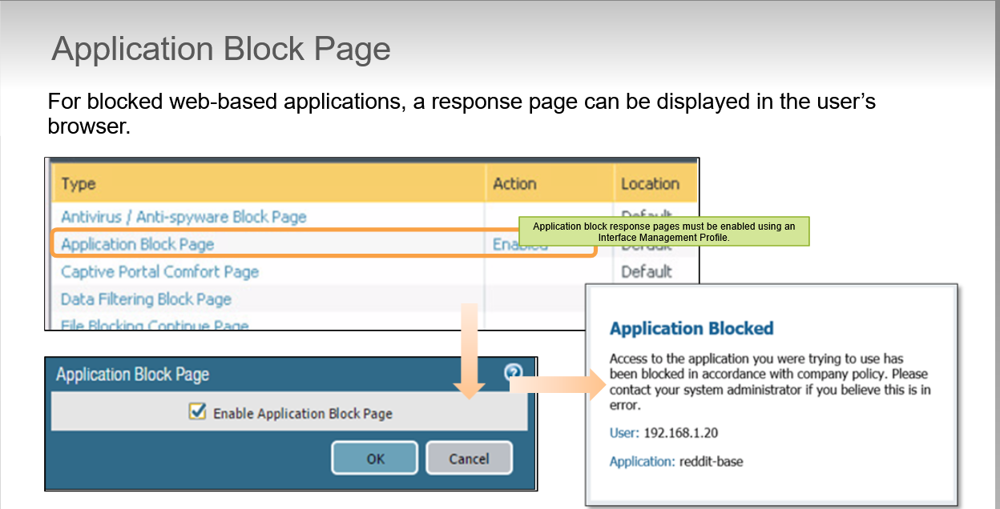 Application Block Page
For blocked web-based applications, a response page can be displayed in the user’s
browser.
Type Action Location
Antivirus / Anti-spyware Block Page Default
Application Block Page Enabled Default
Application block response pages must be enabled using an
Interface Management Profile.
Captive Portal Comfort Page Default
Data Filtering Block Page
File Blocking Continue Page
Application Block Page
Enable Application Block Page
OK Cancel
Application Blocked
Access to the application you were trying to use has
been blocked in accordance with company policy. Please
contact your system administrator if you believe this is in
error.
User: 192.168.1.20
Application: reddit-base